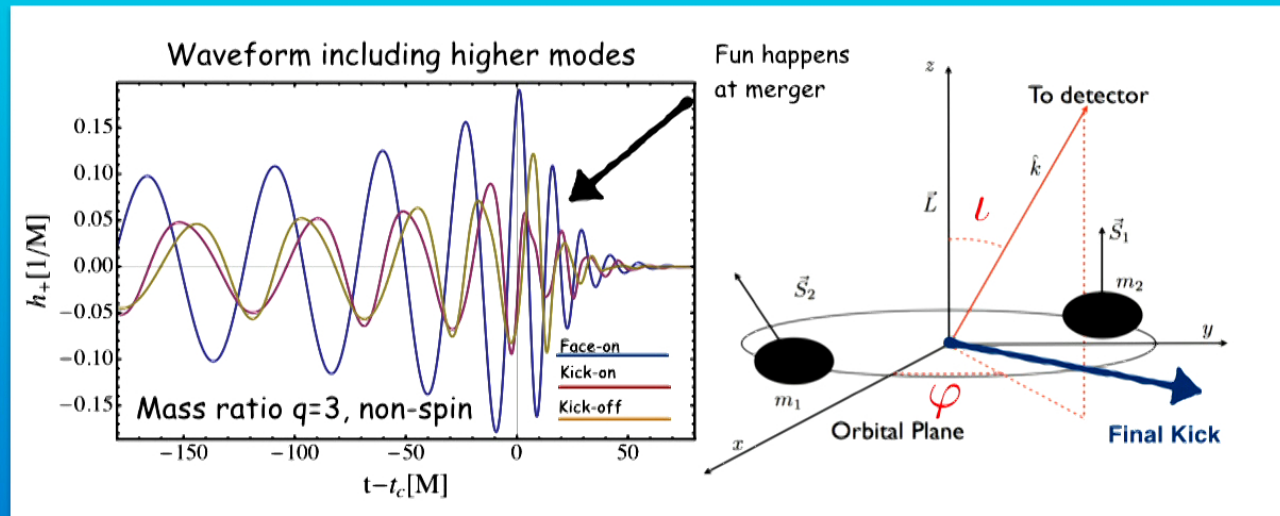 Waveform including higher modes
Fun happens
at merger
h₊[1/M]
0.15
0.10
0.05
0.00
−0.05
−0.10
−0.15
Face-on
Kick-on
Kick-off
Mass ratio q=3, non-spin
−150
−100
−50
0
50
t−t_c[M]
z
To detector
k̂
L⃗
ι
S⃗₁
m₂
S⃗₂
y
m₁
φ
Orbital Plane
x
Final Kick